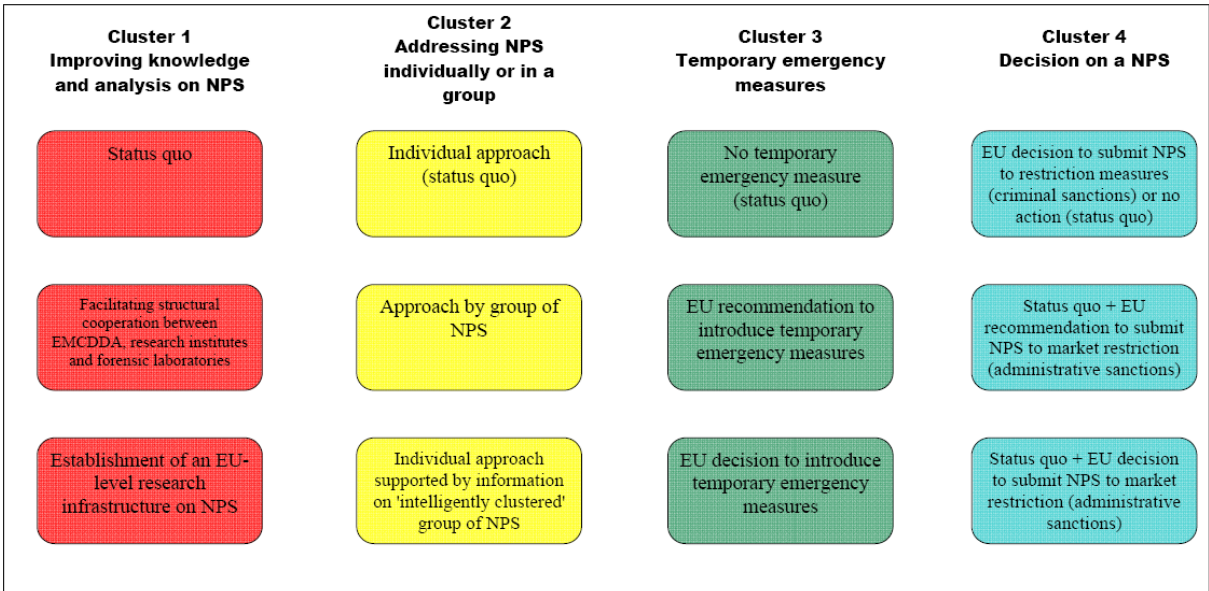 Cluster 1
Improving knowledge
and analysis on NPS
Status quo
Facilitating structural
cooperation between
EMCDDA, research institutes
and forensic laboratories
Establishment of an EU-
level research
infrastructure on NPS
Cluster 2
Addressing NPS
individually or in a
group
Individual approach
(status quo)
Approach by group of
NPS
Individual approach
supported by information
on 'intelligently clustered'
group of NPS
Cluster 3
Temporary emergency
measures
No temporary
emergency measure
(status quo)
EU recommendation to
introduce temporary
emergency measures
EU decision to introduce
temporary emergency
measures
Cluster 4
Decision on a NPS
EU decision to submit NPS
to restriction measures
(criminal sanctions) or no
action (status quo)
Status quo + EU
recommendation to submit
NPS to market restriction
(administrative sanctions)
Status quo + EU decision
to submit NPS to market
restriction (administrative
sanctions)